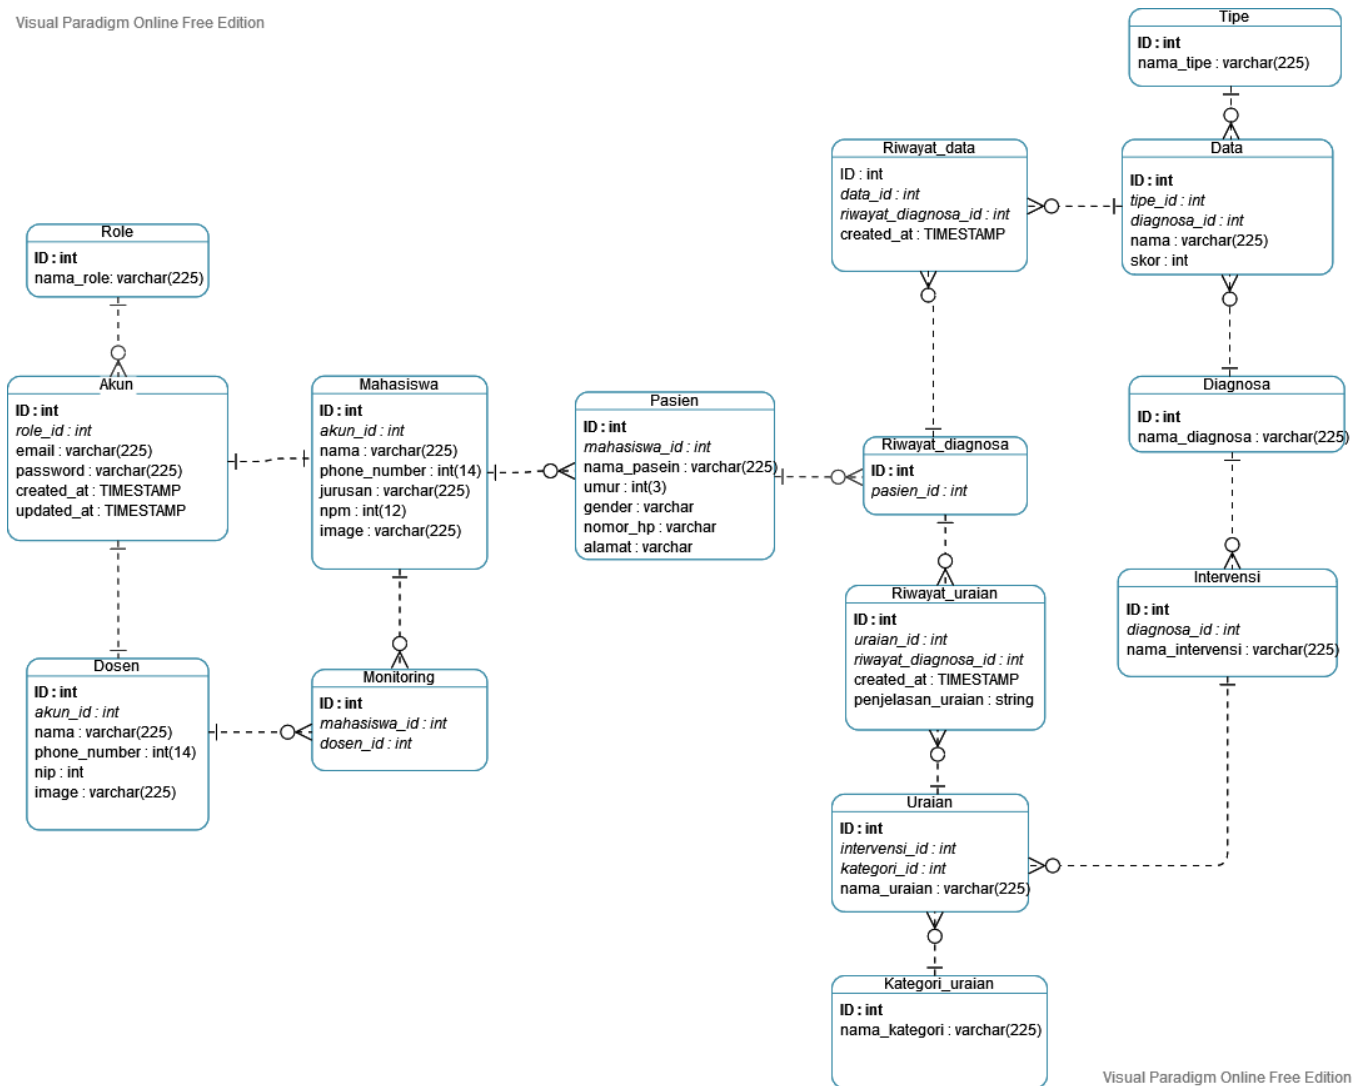 Visual Paradigm Online Free Edition
Tipe
ID : int
nama_tipe : varchar(225)
Riwayat_data
ID : int
data_id : int
riwayat_diagnosa_id : int
created_at : TIMESTAMP
Data
ID : int
tipe_id : int
diagnosa_id : int
nama : varchar(225)
skor : int
Role
ID : int
nama_role: varchar(225)
Akun
ID : int
role_id : int
email : varchar(225)
password : varchar(225)
created_at : TIMESTAMP
updated_at : TIMESTAMP
Mahasiswa
ID : int
akun_id : int
nama : varchar(225)
phone_number : int(14)
jurusan : varchar(225)
npm : int(12)
image : varchar(225)
Pasien
ID : int
mahasiswa_id : int
nama_pasein : varchar(225)
umur : int(3)
gender : varchar
nomor_hp : varchar
alamat : varchar
Riwayat_diagnosa
ID : int
pasien_id : int
Diagnosa
ID : int
nama_diagnosa : varchar(225)
Riwayat_uraian
ID : int
uraian_id : int
riwayat_diagnosa_id : int
created_at : TIMESTAMP
penjelasan_uraian : string
Intervensi
ID : int
diagnosa_id : int
nama_intervensi : varchar(225)
Dosen
ID : int
akun_id : int
nama : varchar(225)
phone_number : int(14)
nip : int
image : varchar(225)
Monitoring
ID : int
mahasiswa_id : int
dosen_id : int
Uraian
ID : int
intervensi_id : int
kategori_id : int
nama_uraian : varchar(225)
Kategori_uraian
ID : int
nama_kategori : varchar(225)
Visual Paradigm Online Free Edition